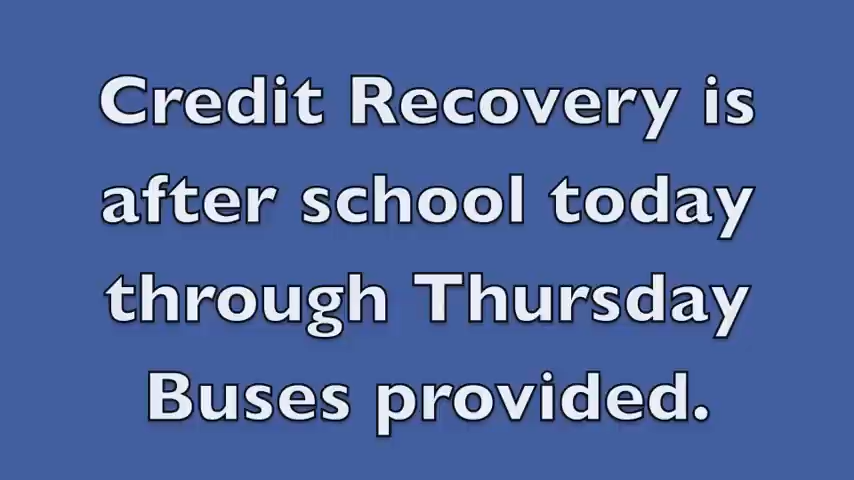 Credit Recovery is
after school today
through Thursday
Buses provided.